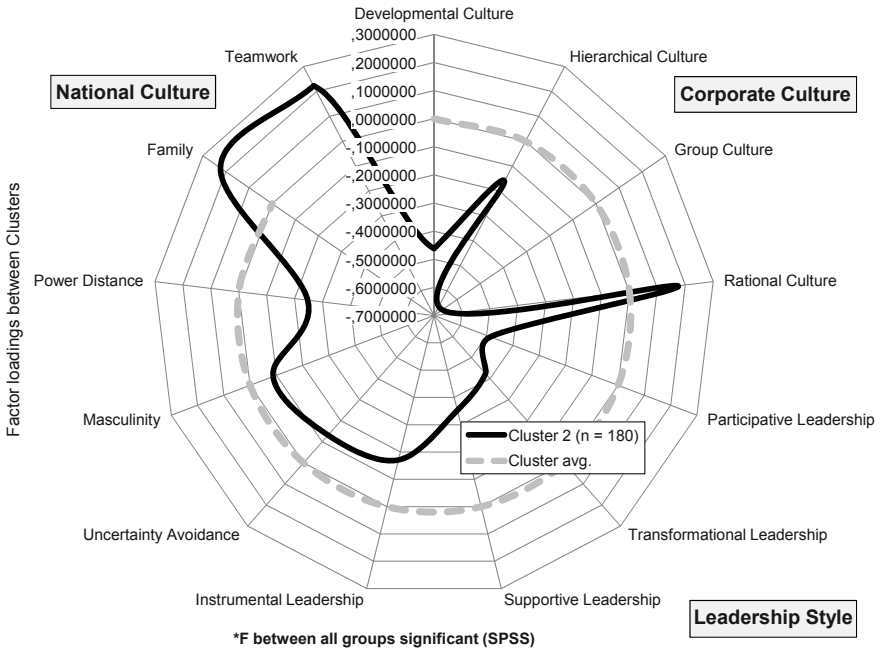 Developmental Culture
Hierarchical Culture
Group Culture
Rational Culture
Participative Leadership
Transformational Leadership
Supportive Leadership
Instrumental Leadership
Uncertainty Avoidance
Masculinity
Power Distance
Family
Teamwork
National Culture
Corporate Culture
Leadership Style
,3000000
,2000000
,1000000
,0000000
-,1000000
-,2000000
-,3000000
-,4000000
-,5000000
-,6000000
-,7000000
Factor loadings between Clusters
Cluster 2 (n = 180)
Cluster avg.
*F between all groups significant (SPSS)